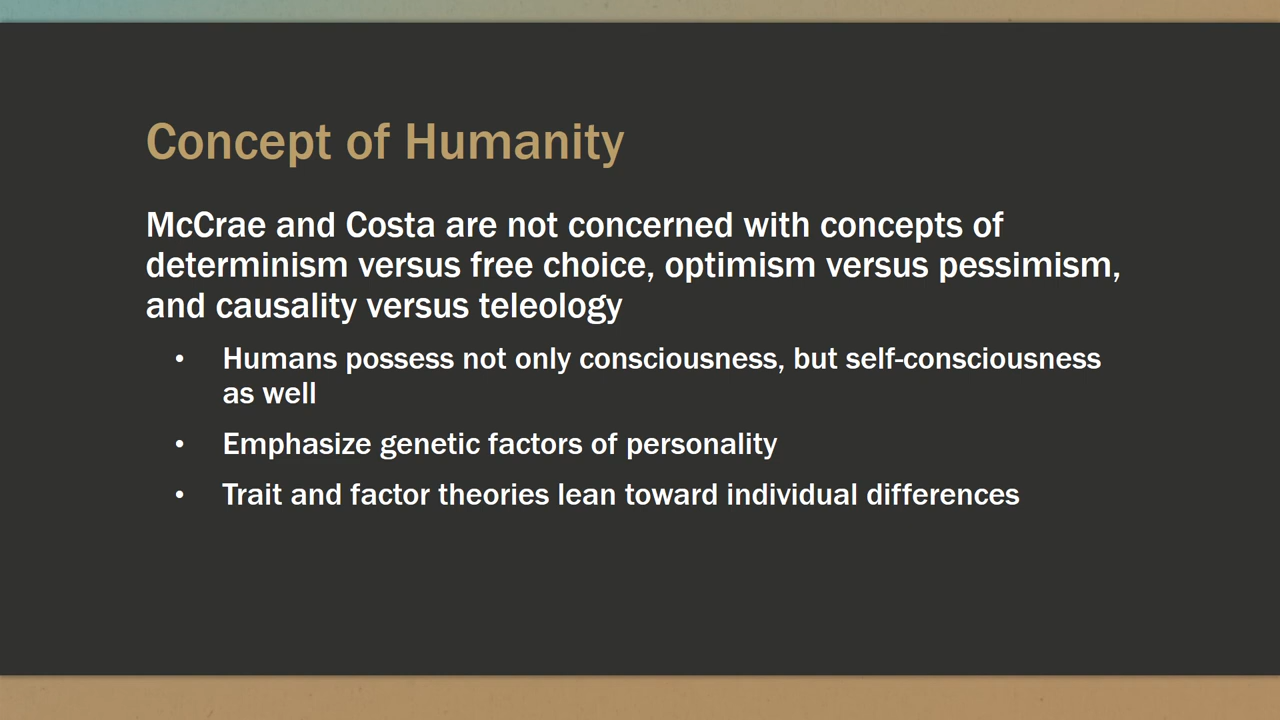 Concept of Humanity
McCrae and Costa are not concerned with concepts of
determinism versus free choice, optimism versus pessimism,
and causality versus teleology
• Humans possess not only consciousness, but self-consciousness
as well
• Emphasize genetic factors of personality
• Trait and factor theories lean toward individual differences